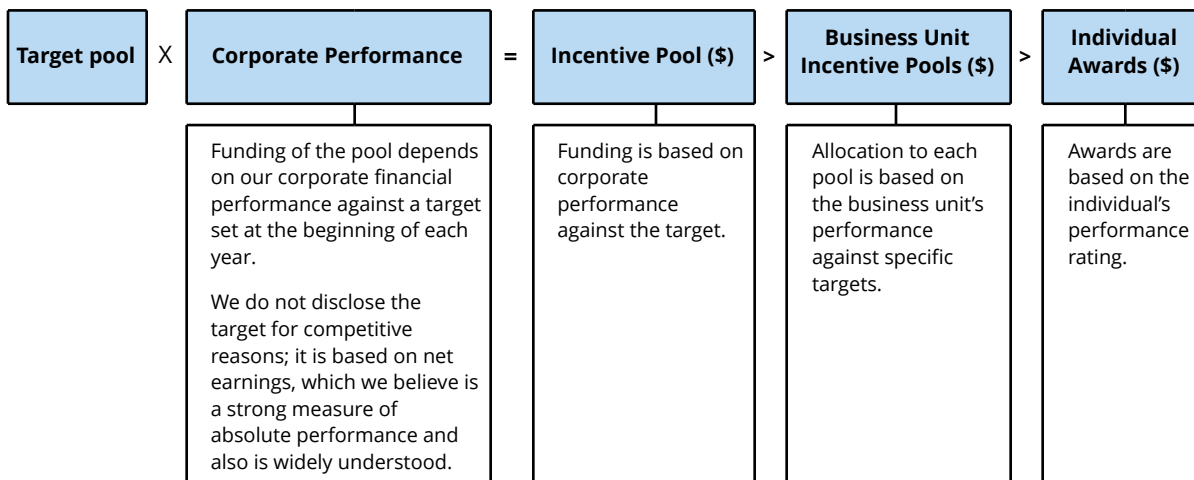 Target pool
X
Corporate Performance
=
Incentive Pool ($)
>
Business Unit
Incentive Pools ($)
>
Individual
Awards ($)
Funding of the pool depends
on our corporate financial
performance against a target
set at the beginning of each
year.
We do not disclose the
target for competitive
reasons; it is based on net
earnings, which we believe is
a strong measure of
absolute performance and
also is widely understood.
Funding is based on
corporate
performance
against the target.
Allocation to each
pool is based on
the business unit’s
performance
against specific
targets.
Awards are
based on the
individual’s
performance
rating.